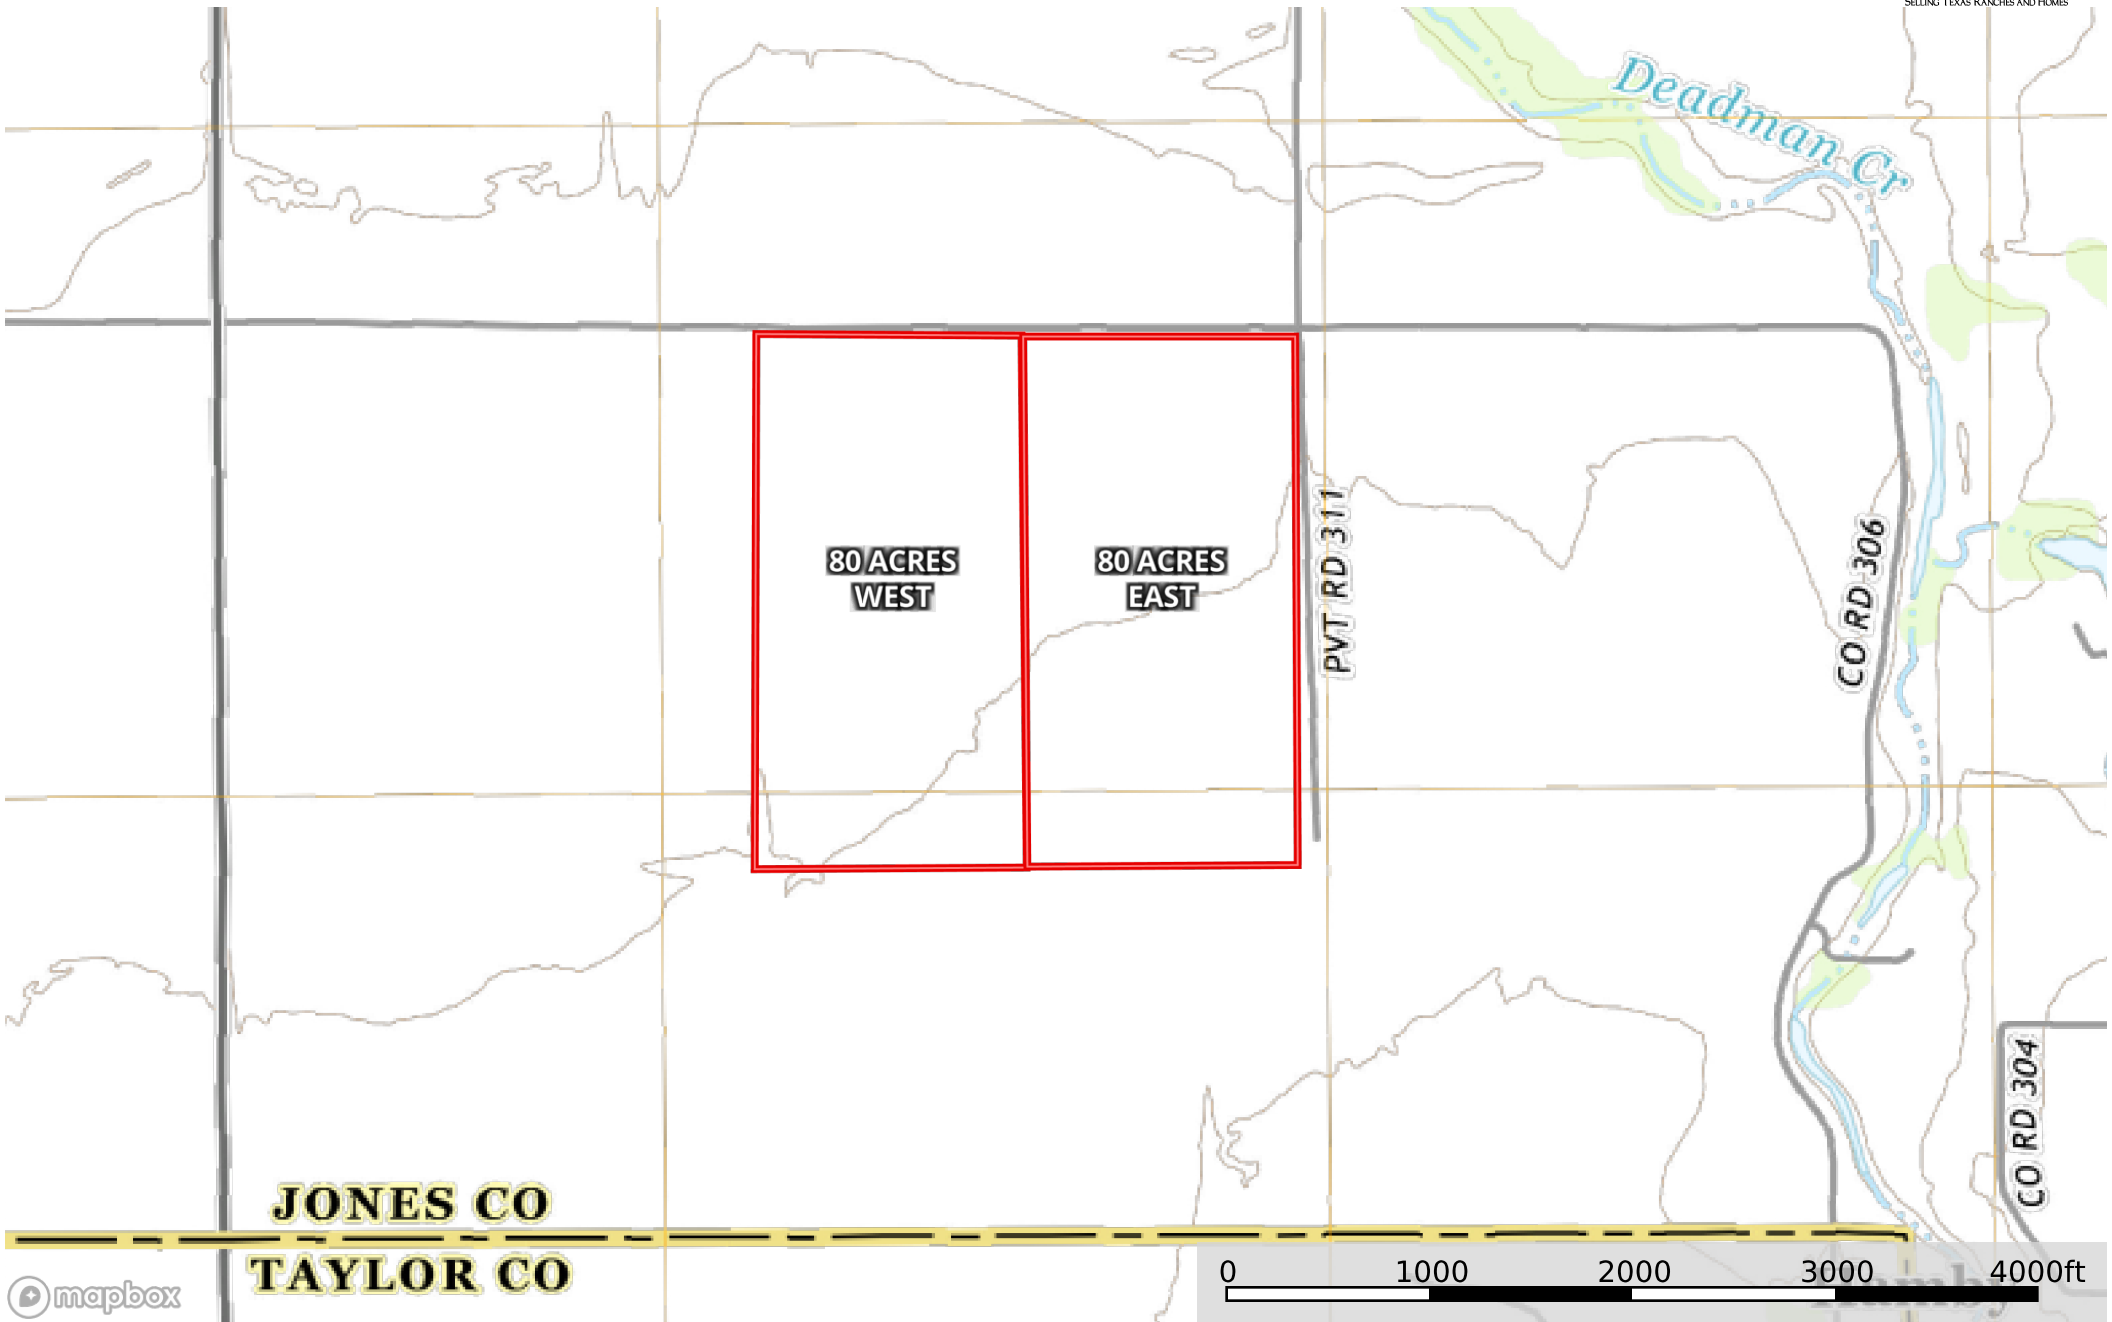 SELLING TEXAS RANCHES AND HOMES
Deadman Cr
80 ACRES
WEST
80 ACRES
EAST
PVT RD 311
CO RD 306
CO RD 304
JONES CO
TAYLOR CO
mapbox
0 1000 2000 3000 4000ft
Hamby